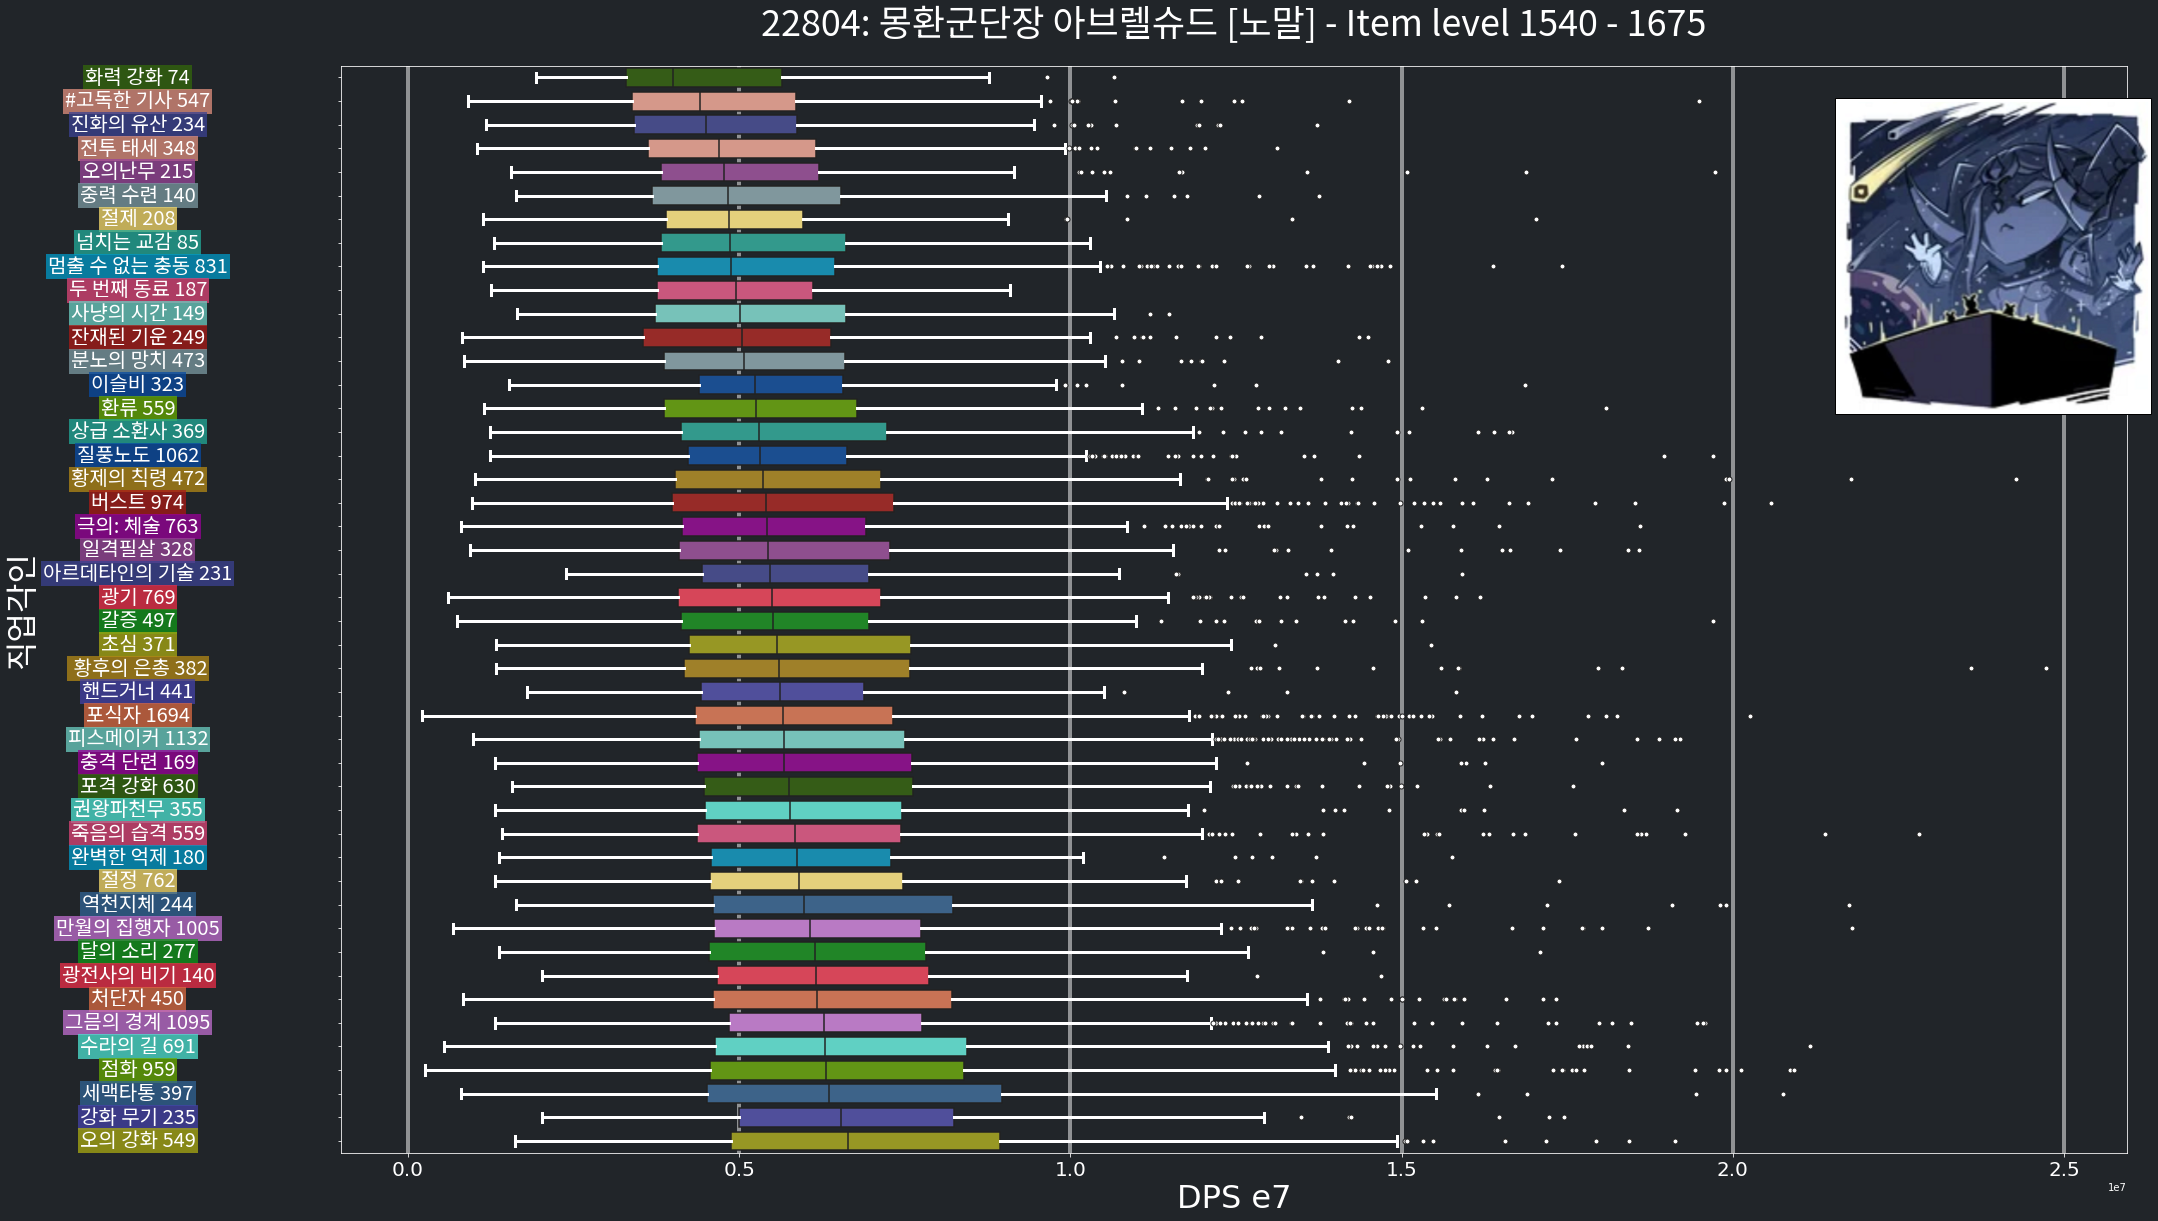 22804: 몽환군단장 아브렐슈드 [노말] - Item level 1540 - 1675
화력 강화 74
#고독한 기사 547
진화의 유산 234
전투 태세 348
오의난무 215
중력 수련 140
절제 208
넘치는 교감 85
멈출 수 없는 충동 831
두 번째 동료 187
사냥의 시간 149
잔재된 기운 249
분노의 망치 473
이슬비 323
환류 559
상급 소환사 369
질풍노도 1062
황제의 칙령 472
버스트 974
극의: 체술 763
일격필살 328
아르데타인의 기술 231
광기 769
갈증 497
초심 371
황후의 은총 382
핸드거너 441
포식자 1694
피스메이커 1132
충격 단련 169
포격 강화 630
권왕파천무 355
죽음의 습격 559
완벽한 억제 180
절정 762
역천지체 244
만월의 집행자 1005
달의 소리 277
광전사의 비기 140
처단자 450
그믐의 경계 1095
수라의 길 691
점화 959
세맥타통 397
강화 무기 235
오의 강화 549
직업각인
0.0 0.5 1.0 1.5 2.0 2.5
1e7
DPS e7